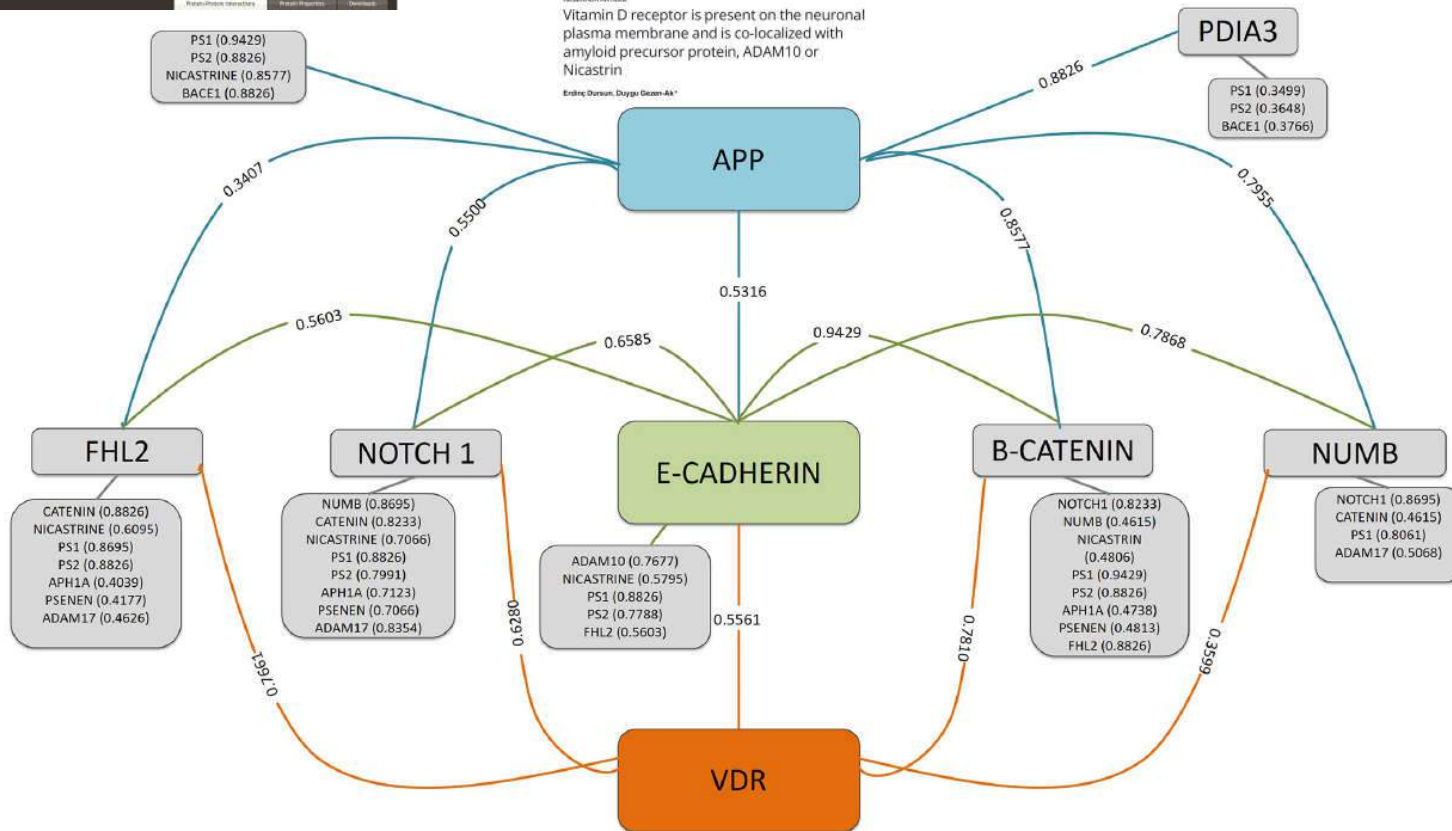 Protein-Protein Interactions
Protein Properties
Downloads
Vitamin D receptor is present on the neuronal
plasma membrane and is co-localized with
amyloid precursor protein, ADAM10 or
Nicastrin
Erdinç Dursun, Duygu Gezen-Ak*
PS1 (0.9429)
PS2 (0.8826)
NICASTRINE (0.8577)
BACE1 (0.8826)
PDIA3
0.8826
PS1 (0.3499)
PS2 (0.3648)
BACE1 (0.3766)
APP
0.3407
0.5500
0.5316
0.8577
0.7955
0.5603
0.6585
0.9429
0.7868
FHL2
NOTCH 1
E-CADHERIN
B-CATENIN
NUMB
CATENIN (0.8826)
NICASTRINE (0.6095)
PS1 (0.8695)
PS2 (0.8826)
APH1A (0.4039)
PSENEN (0.4177)
ADAM17 (0.4626)
NUMB (0.8695)
CATENIN (0.8233)
NICASTRINE (0.7066)
PS1 (0.8826)
PS2 (0.7991)
APH1A (0.7123)
PSENEN (0.7066)
ADAM17 (0.8354)
ADAM10 (0.7677)
NICASTRINE (0.5795)
PS1 (0.8826)
PS2 (0.7788)
FHL2 (0.5603)
NOTCH1 (0.8233)
NUMB (0.4615)
NICASTRIN
(0.4806)
PS1 (0.9429)
PS2 (0.8826)
APH1A (0.4738)
PSENEN (0.4813)
FHL2 (0.8826)
NOTCH1 (0.8695)
CATENIN (0.4615)
PS1 (0.8061)
ADAM17 (0.5068)
0.7661
0.6280
0.5561
0.7810
0.3599
VDR